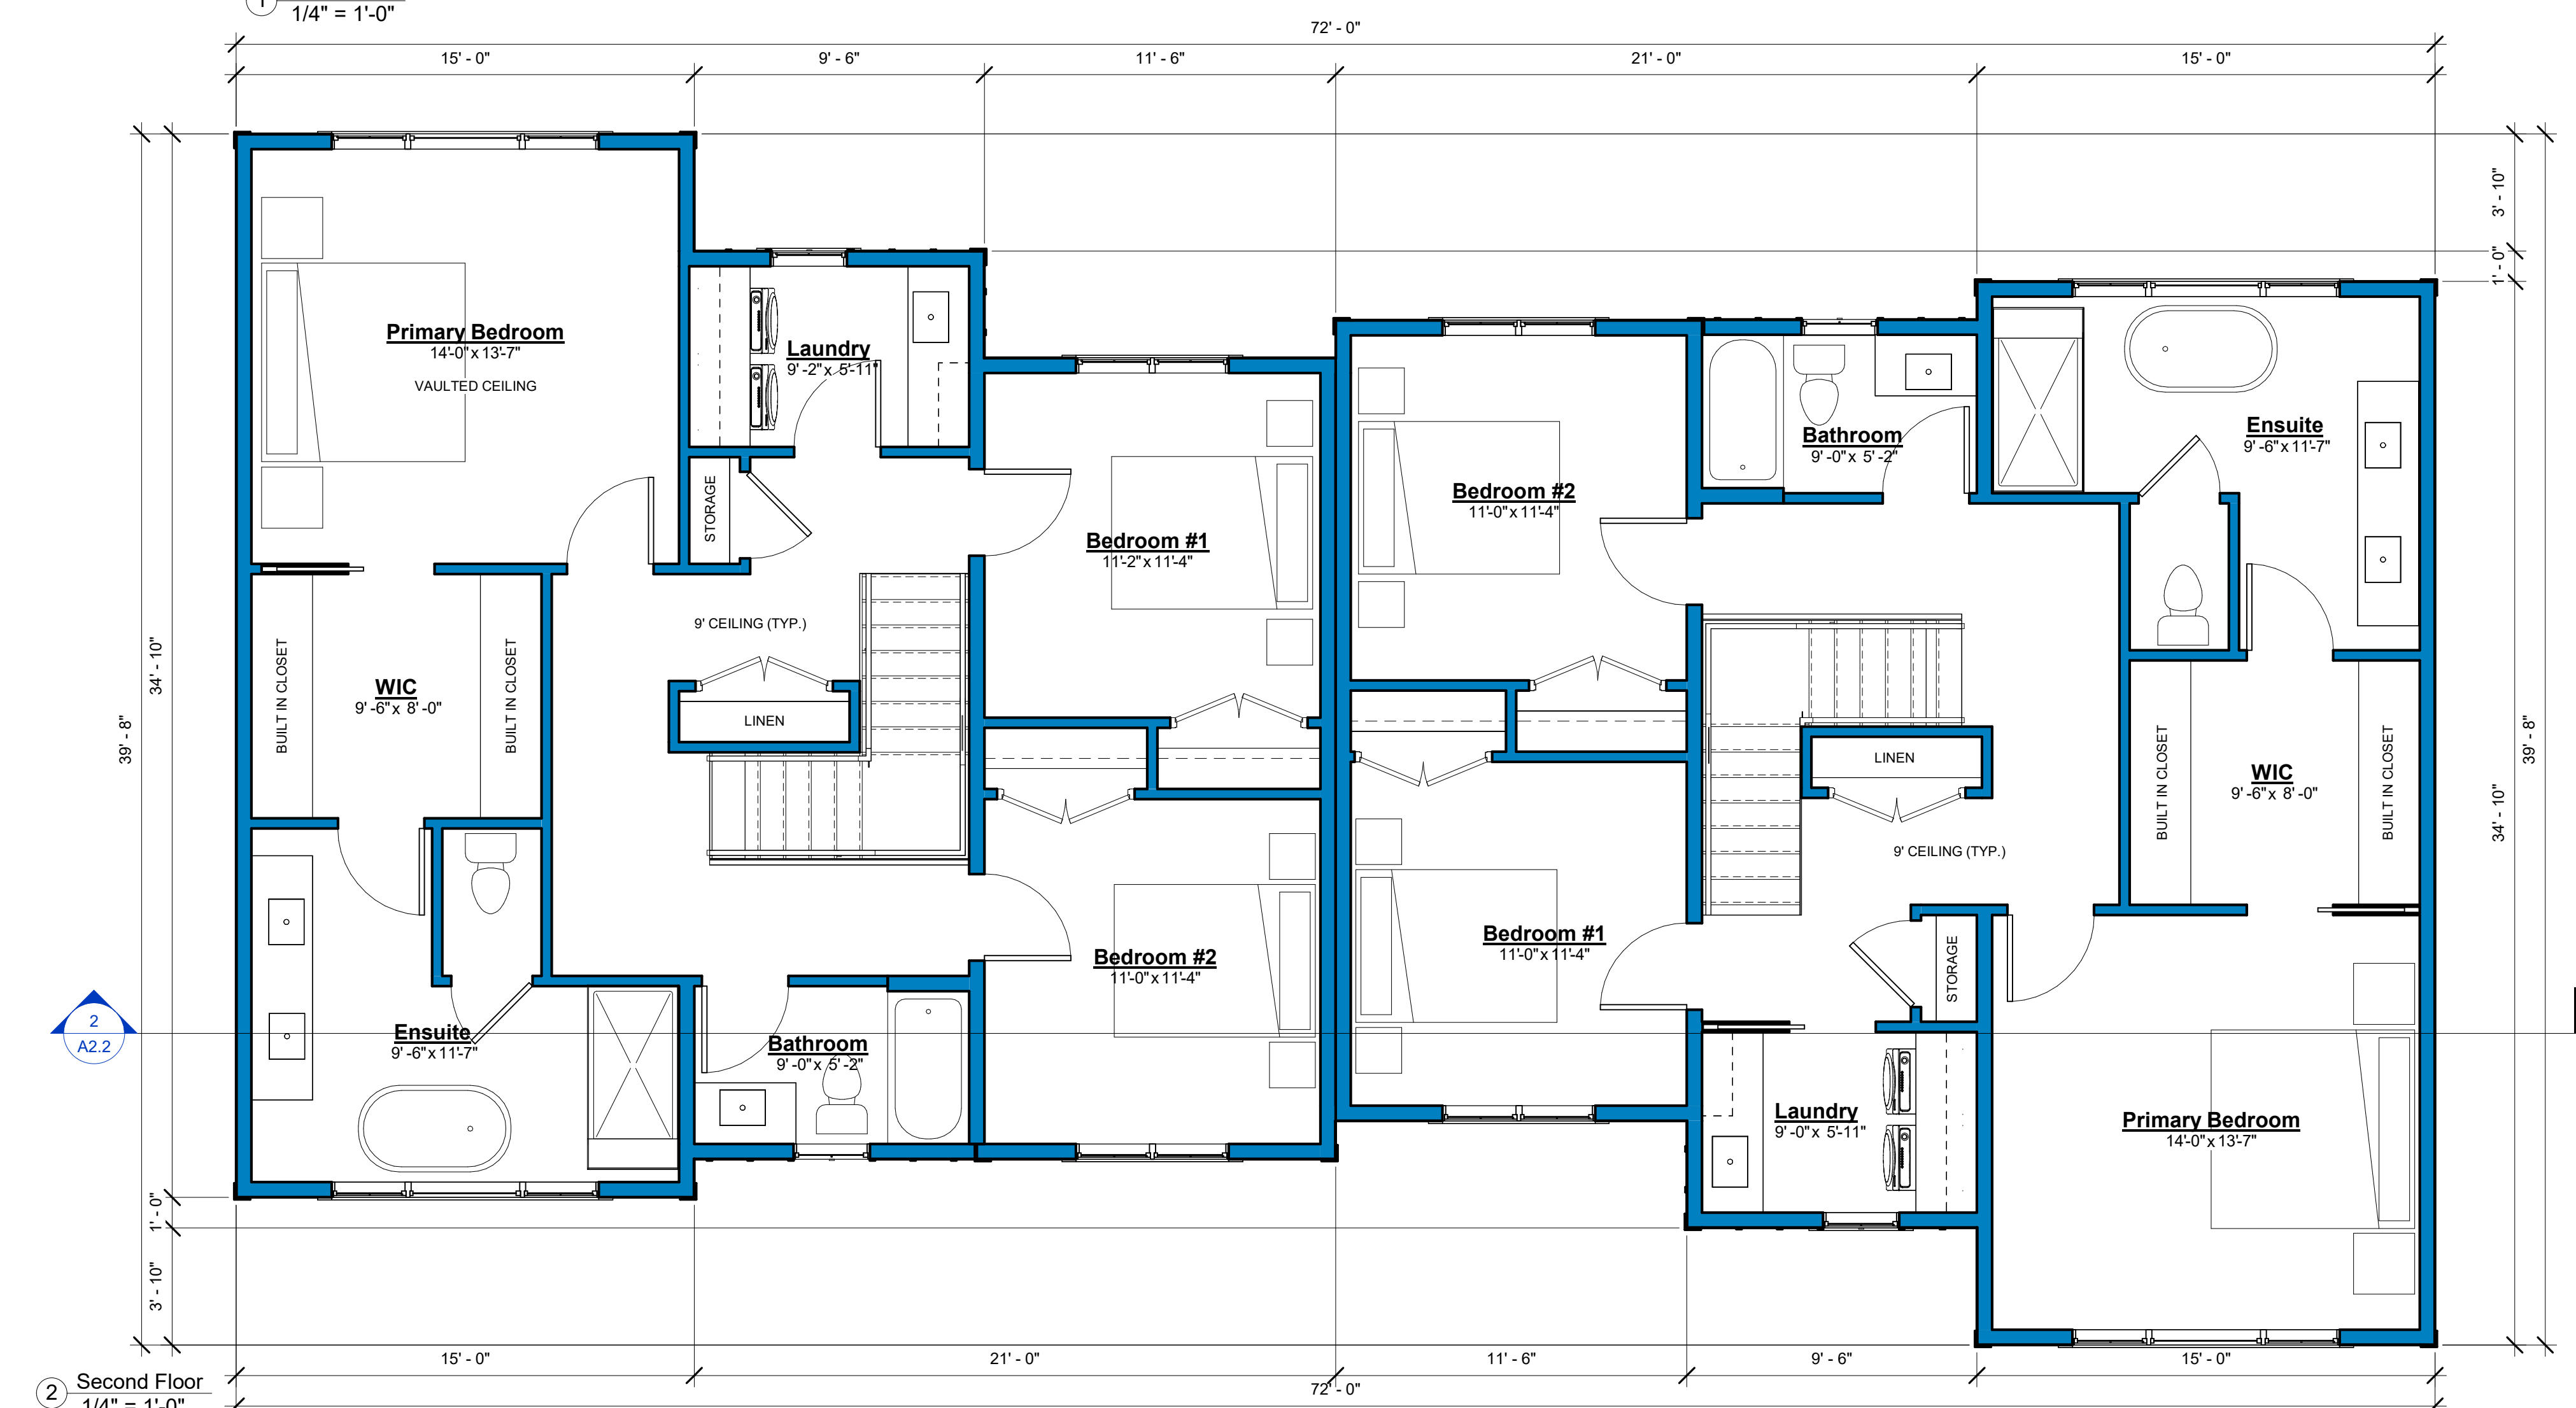 1
1/4" = 1'-0"
72' - 0"
15' - 0"
9' - 6"
11' - 6"
21' - 0"
15' - 0"
3' - 10"
1' - 0"
34' - 10"
39' - 8"
39' - 8"
34' - 10"
1' - 0"
3' - 10"
Primary Bedroom
14'-0" x 13'-7"
VAULTED CEILING
Laundry
9'-2" x 5'-11"
STORAGE
Bedroom #1
11'-2" x 11'-4"
9' CEILING (TYP.)
BUILT IN CLOSET
WIC
9'-6" x 8'-0"
BUILT IN CLOSET
LINEN
Ensuite
9'-6" x 11'-7"
Bathroom
9'-0" x 5'-2"
Bedroom #2
11'-0" x 11'-4"
Bedroom #2
11'-0" x 11'-4"
Bathroom
9'-0" x 5'-2"
Ensuite
9'-6" x 11'-7"
LINEN
BUILT IN CLOSET
WIC
9'-6" x 8'-0"
BUILT IN CLOSET
9' CEILING (TYP.)
Bedroom #1
11'-0" x 11'-4"
STORAGE
Laundry
9'-0" x 5'-11"
Primary Bedroom
14'-0" x 13'-7"
2
A2.2
15' - 0"
21' - 0"
11' - 6"
9' - 6"
15' - 0"
72' - 0"
2
Second Floor
1/4" = 1'-0"